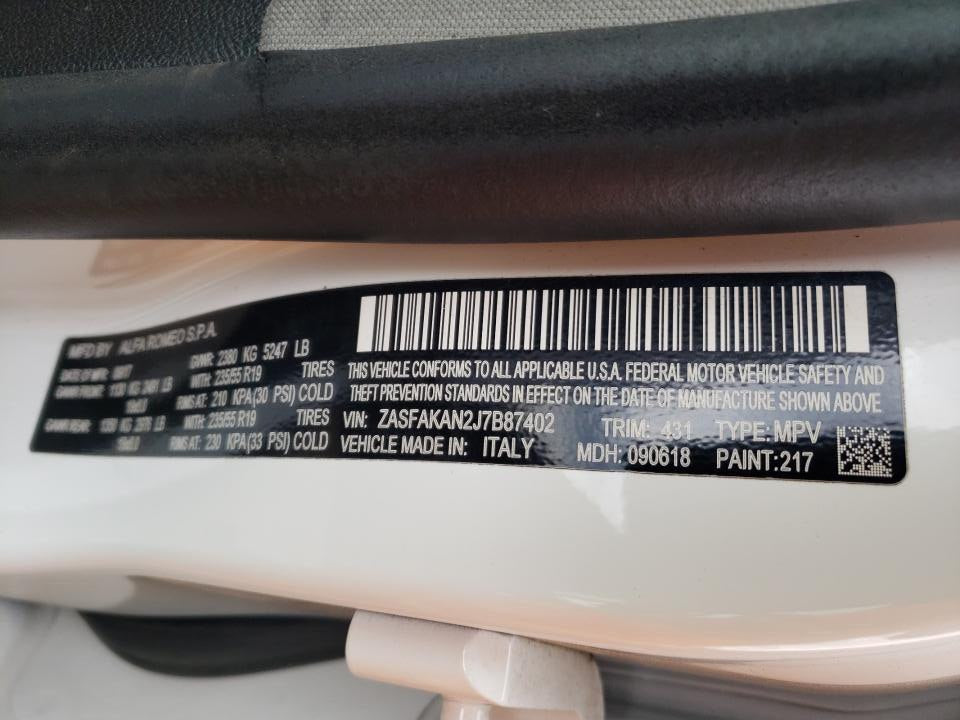 MFD BY ALFA ROMEO S.P.A.
GVWR: 2380 KG 5247 LB
WITH: 235/55 R19 TIRES
RIMS AT: 210 KPA(30 PSI) COLD
WITH: 235/55 R19 TIRES
RIMS AT: 230 KPA(33 PSI) COLD
THIS VEHICLE CONFORMS TO ALL APPLICABLE U.S.A. FEDERAL MOTOR VEHICLE SAFETY AND
THEFT PREVENTION STANDARDS IN EFFECT ON THE DATE OF MANUFACTURE SHOWN ABOVE
VIN: ZASFAKAN2J7B87402 TRIM: 431 TYPE: MPV
VEHICLE MADE IN: ITALY MDH: 090618 PAINT:217